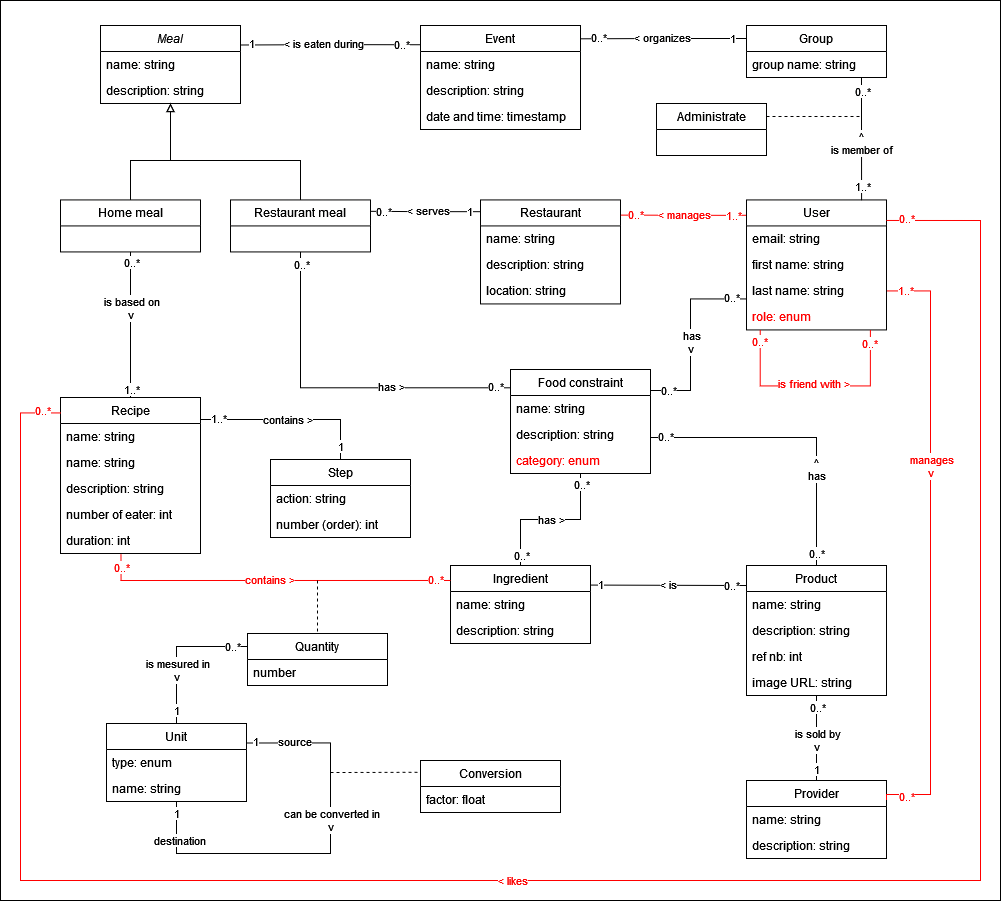 Meal
name: string
description: string
1
< is eaten during
0..*
Event
name: string
description: string
date and time: timestamp
0..*
< organizes
1
Group
group name: string
0..*
Administrate
^
is member of
1..*
Home meal
Restaurant meal
0..*
< serves
1
Restaurant
name: string
description: string
location: string
0..*
< manages
1..*
User
email: string
first name: string
last name: string
role: enum
0..*
1..*
0..*
0..*
is friend with >
0..*
is based on
v
1..*
0..*
has >
0..*
0..*
has
v
0..*
Food constraint
name: string
description: string
category: enum
0..*
^
has
0..*
manages
v
0..*
Recipe
name: string
name: string
description: string
number of eater: int
duration: int
1..*
contains >
1
Step
action: string
number (order): int
0..*
has >
0..*
0..*
contains >
0..*
Ingredient
name: string
description: string
1
< is
0..*
Product
name: string
description: string
ref nb: int
image URL: string
Quantity
number
0..*
is mesured in
v
1
Unit
type: enum
name: string
1
source
can be converted in
v
1
destination
Conversion
factor: float
0..*
is sold by
v
1
Provider
name: string
description: string
0..*
< likes